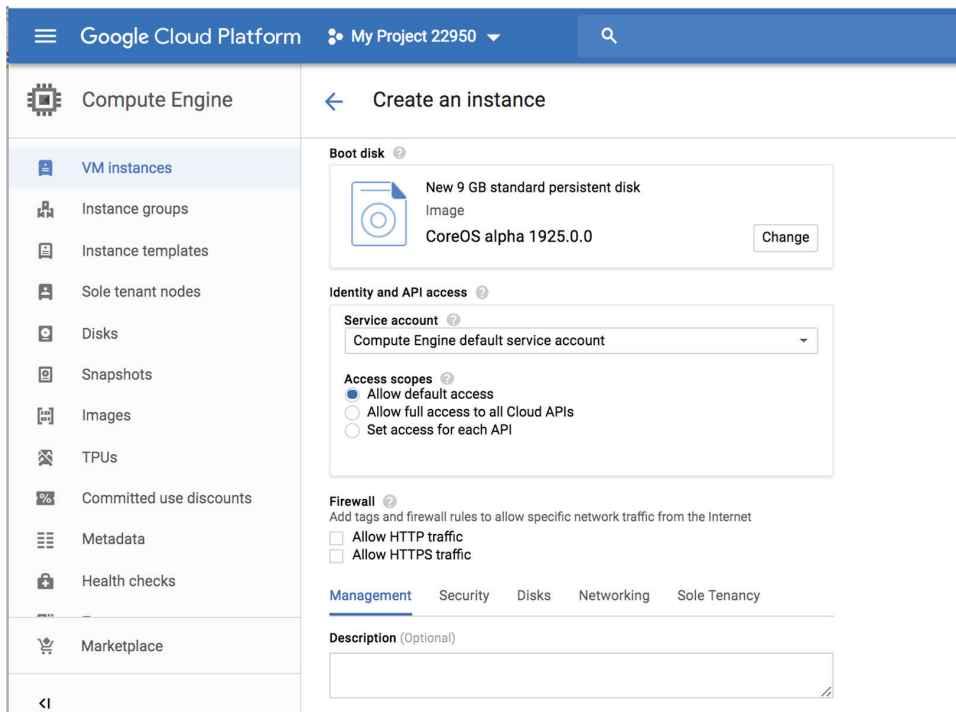 Google Cloud Platform
My Project 22950
Compute Engine
Create an instance
VM instances
Instance groups
Instance templates
Sole tenant nodes
Disks
Snapshots
Images
TPUs
Committed use discounts
Metadata
Health checks
Marketplace
Boot disk ?
New 9 GB standard persistent disk
Image
CoreOS alpha 1925.0.0
Change
Identity and API access ?
Service account ?
Compute Engine default service account
Access scopes ?
Allow default access
Allow full access to all Cloud APIs
Set access for each API
Firewall ?
Add tags and firewall rules to allow specific network traffic from the Internet
Allow HTTP traffic
Allow HTTPS traffic
Management Security Disks Networking Sole Tenancy
Description (Optional)